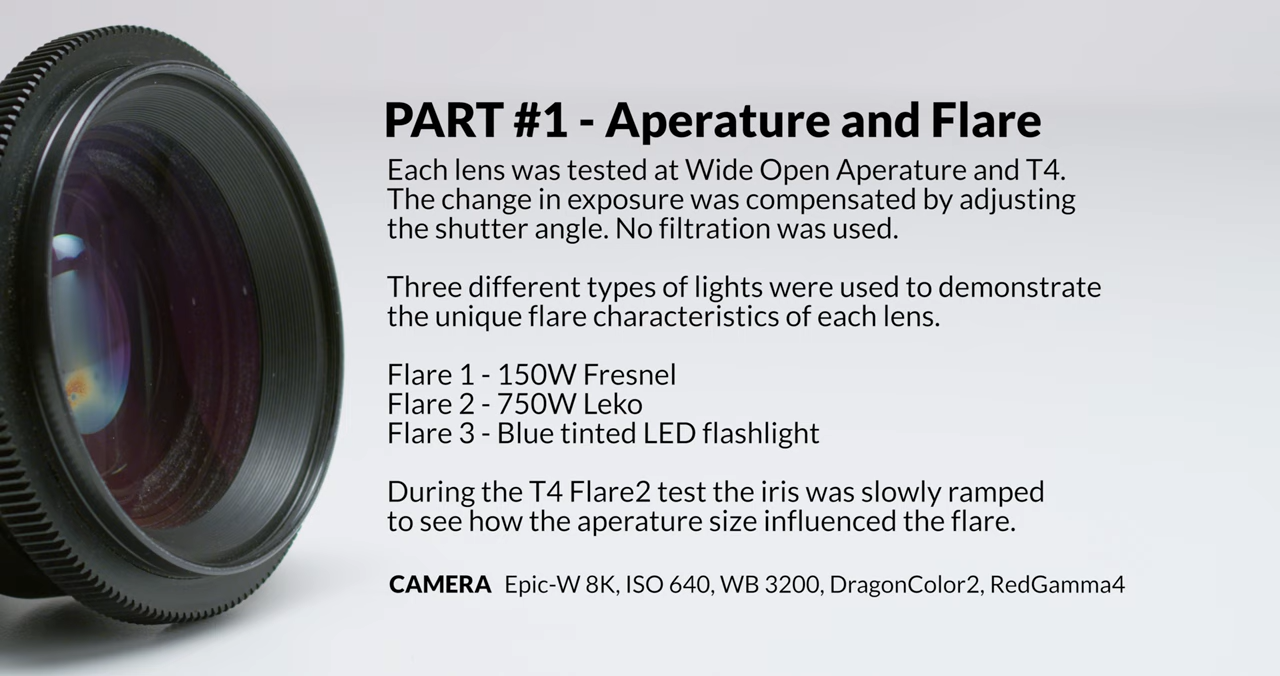 PART #1 - Aperature and Flare
Each lens was tested at Wide Open Aperature and T4.
The change in exposure was compensated by adjusting
the shutter angle. No filtration was used.
Three different types of lights were used to demonstrate
the unique flare characteristics of each lens.
Flare 1 - 150W Fresnel
Flare 2 - 750W Leko
Flare 3 - Blue tinted LED flashlight
During the T4 Flare2 test the iris was slowly ramped
to see how the aperature size influenced the flare.
CAMERA Epic-W 8K, ISO 640, WB 3200, DragonColor2, RedGamma4